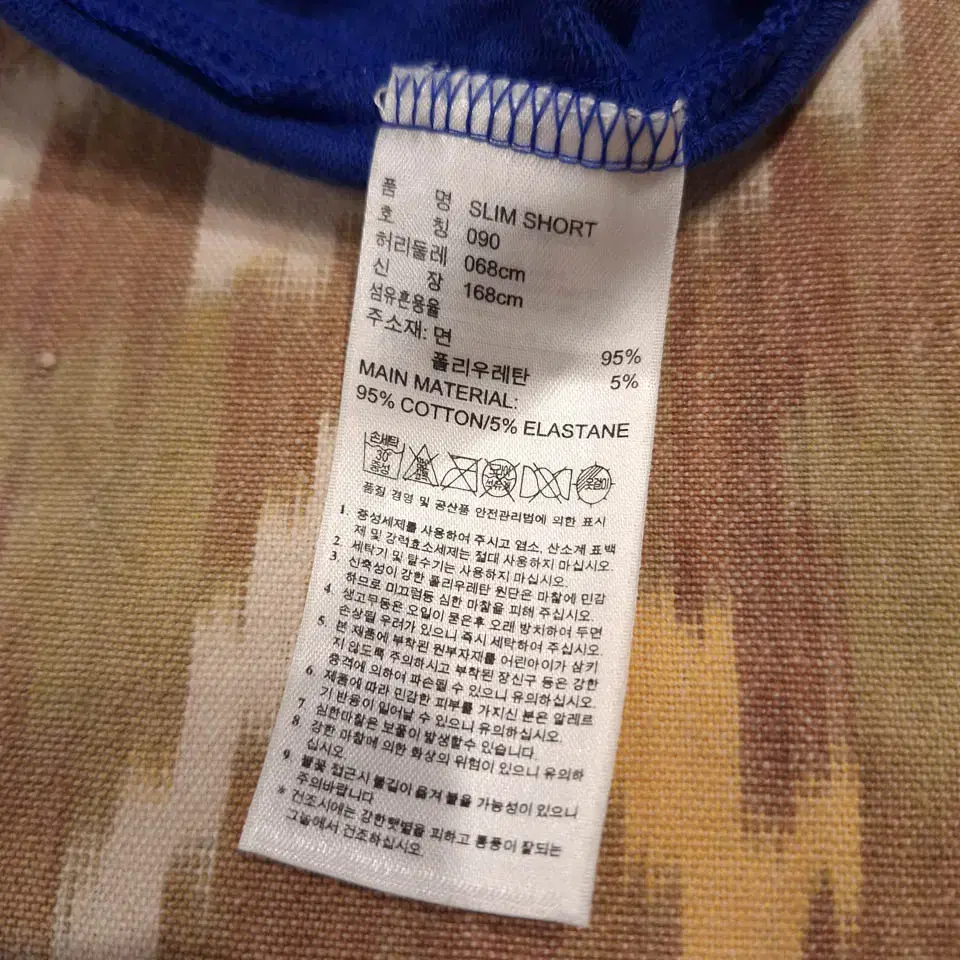 품 명 SLIM SHORT
호 칭 090
허리둘레 068cm
신 장 168cm
섬유혼용율
주소재: 면 95%
폴리우레탄 5%
MAIN MATERIAL:
95% COTTON/5% ELASTANE
손세탁
30
중성
품질 경영 및 공산품 안전관리법에 의한 표시
1. 중성세제를 사용하여 주시고 염소, 산소계 표백
제 및 강력효소세제는 절대 사용하지 마십시오.
2. 세탁기 및 탈수기는 사용하지 마십시오.
3. 신축성이 강한 폴리우레탄 원단은 마찰에 민감
하므로 미끄럼등 심한 마찰을 피해 주십시오.
4. 생고무등은 오일이 묻은후 오래 방치하여 두면
손상될 우려가 있으니 즉시 세탁하여 주십시오.
5. 본 제품에 부착된 원부자재를 어린아이가 삼키
지 않도록 주의하시고 부착된 장신구 등은 강한
충격에 의하여 파손될 수 있으니 유의하십시오.
6. 제품에 따라 민감한 피부를 가지신 분은 알레르
기 반응이 일어날 수 있으니 유의하십시오.
7. 심한마찰은 보풀이 발생할수 있습니다.
8. 강한 마찰에 의한 화상의 위험이 있으니 유의하
십시오.
9. 불꽃 접근시 불길이 옮겨 붙을 가능성이 있으니
주의바랍니다
* 건조시에는 강한햇볕을 피하고 통풍이 잘되는
그늘에서 건조하십시오.